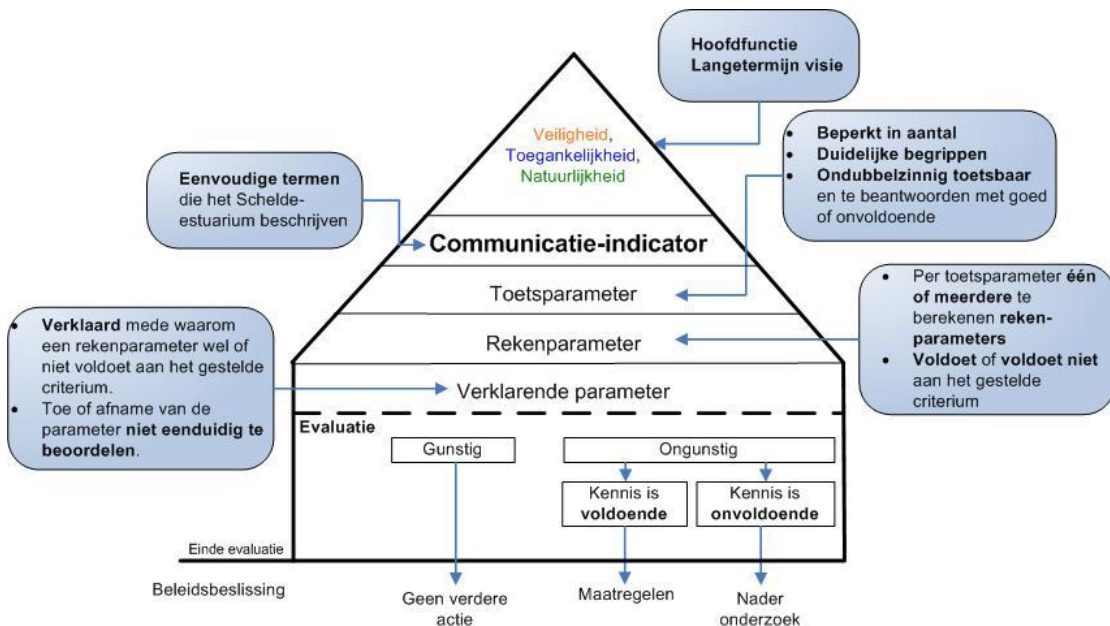 Hoofdfunctie
Langetermijn visie
Veiligheid,
Toegankelijkheid,
Natuurlijkheid
• Beperkt in aantal
• Duidelijke begrippen
• Ondubbelzinnig toetsbaar
en te beantwoorden met goed
of onvoldoende
Eenvoudige termen
die het Schelde-
estuarium beschrijven
Communicatie-indicator
Toetsparameter
• Per toetsparameter één
of meerdere te
berekenen reken-
parameters
• Voldoet of voldoet niet
aan het gestelde
criterium
Rekenparameter
• Verklaard mede waarom
een rekenparameter wel of
niet voldoet aan het gestelde
criterium.
• Toe of afname van de
parameter niet eenduidig te
beoordelen.
Verklarende parameter
Evaluatie
Gunstig
Ongunstig
Kennis is
voldoende
Kennis is
onvoldoende
Einde evaluatie
Beleidsbeslissing
Geen verdere
actie
Maatregelen
Nader
onderzoek